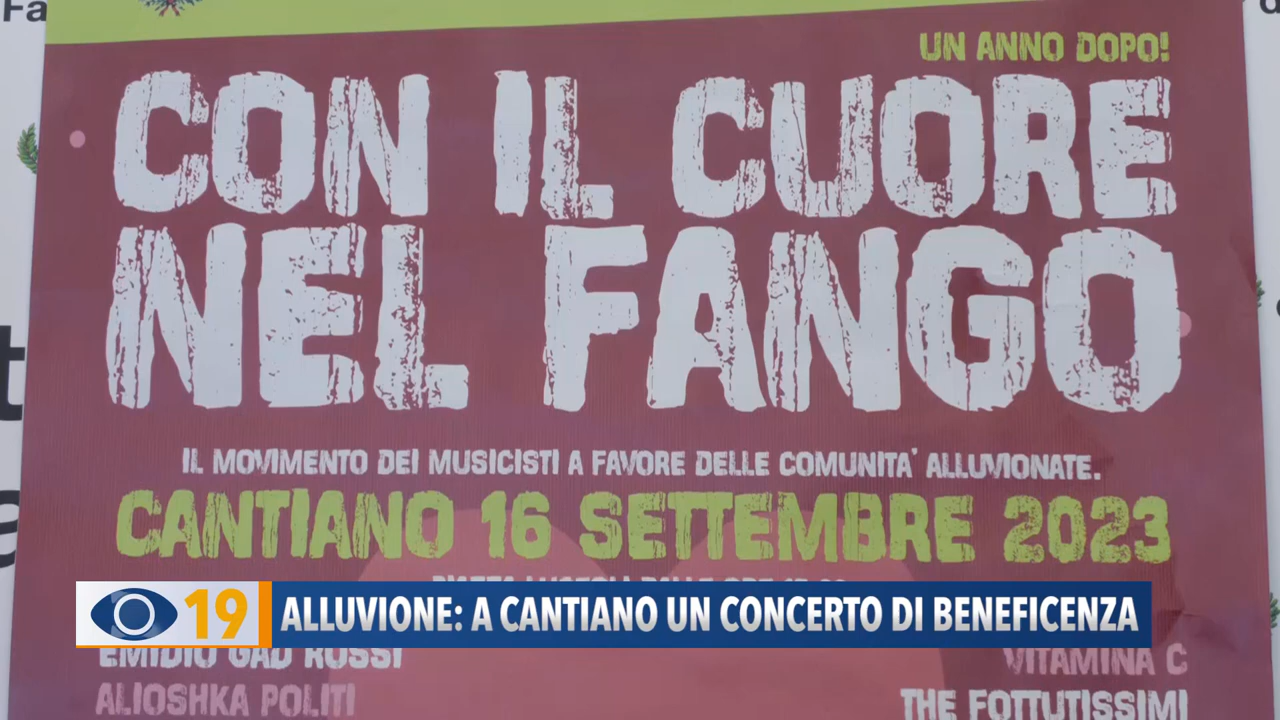 Fa
UN ANNO DOPO!
CON IL CUORE
NEL FANGO
IL MOVIMENTO DEI MUSICISTI A FAVORE DELLE COMUNITA' ALLUVIONATE.
CANTIANO 16 SETTEMBRE 2023
19 ALLUVIONE: A CANTIANO UN CONCERTO DI BENEFICENZA
EMIDIO GAD ROSSI
VITAMINA C
ALIOSHKA POLITI
THE FOTTUTISSIMI